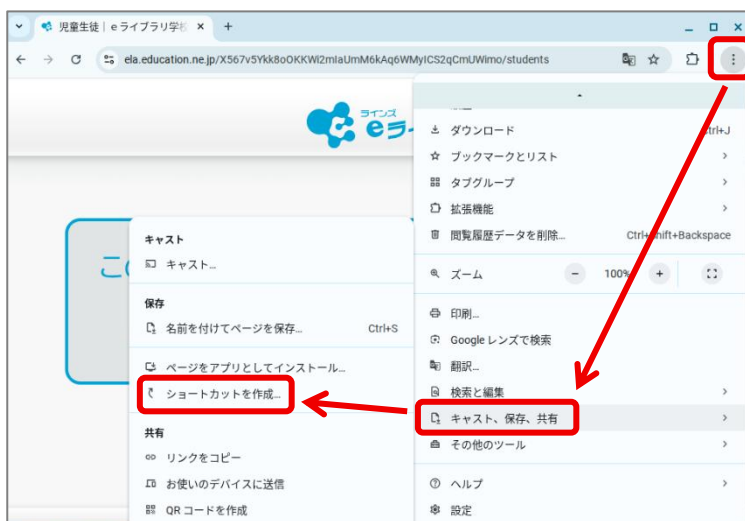 児童生徒｜eライブラリ学校
ela.education.ne.jp/X567v5Ykk8oOKKWi2mIaUmM6kAq6WMyICS2qCmUWimo/students
ラインズ
eラ
ダウンロード
ブックマークとリスト
タブグループ
拡張機能
閲覧履歴データを削除... Ctrl+Shift+Backspace
ズーム - 100% +
印刷...
Google レンズで検索
翻訳...
検索と編集
キャスト、保存、共有
その他のツール
ヘルプ
設定
キャスト
キャスト...
保存
名前を付けてページを保存... Ctrl+S
ページをアプリとしてインストール...
ショートカットを作成...
共有
リンクをコピー
お使いのデバイスに送信
QR コードを作成